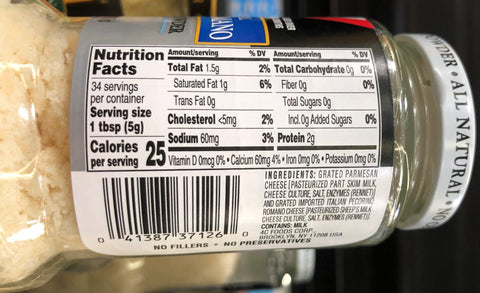 Nutrition
Facts
34 servings
per container
Serving size
1 tbsp (5g)
Calories
per serving 25
Amount/serving % DV
Total Fat 1.5g 2%
Saturated Fat 1g 6%
Trans Fat 0g
Cholesterol <5mg 2%
Sodium 60mg 3%
Amount/serving % DV
Total Carbohydrate 0g 0%
Fiber 0g 0%
Total Sugars 0g
Incl.0g Added Sugars 0%
Protein 2g
Vitamin D 0mcg 0% • Calcium 60mg 4% • Iron 0mg 0% • Potassium 0mg 0%
INGREDIENTS: GRATED PARMESAN
CHEESE [PASTEURIZED PART SKIM MILK,
CHEESE CULTURE, SALT, ENZYMES (RENNET)]
AND GRATED IMPORTED ITALIAN PECORINO
ROMANO CHEESE [PASTEURIZED SHEEP'S MILK,
CHEESE CULTURE, SALT, ENZYMES (RENNET)].
CONTAINS: MILK
4C FOODS CORP.
BROOKLYN, NY 11208 USA
0 41387 37126 0
NO FILLERS • NO PRESERVATIVES
ALL NATURAL • NO